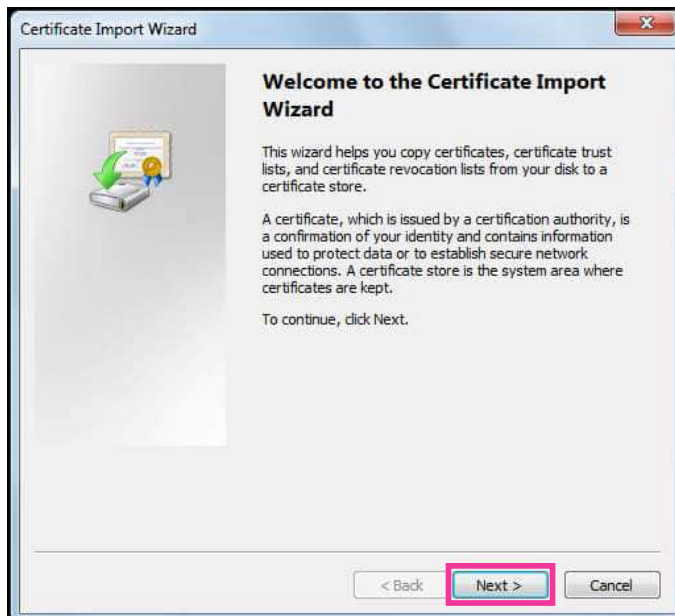 Certificate Import Wizard
Welcome to the Certificate Import
Wizard
This wizard helps you copy certificates, certificate trust
lists, and certificate revocation lists from your disk to a
certificate store.
A certificate, which is issued by a certification authority, is
a confirmation of your identity and contains information
used to protect data or to establish secure network
connections. A certificate store is the system area where
certificates are kept.
To continue, click Next.
< Back Next > Cancel